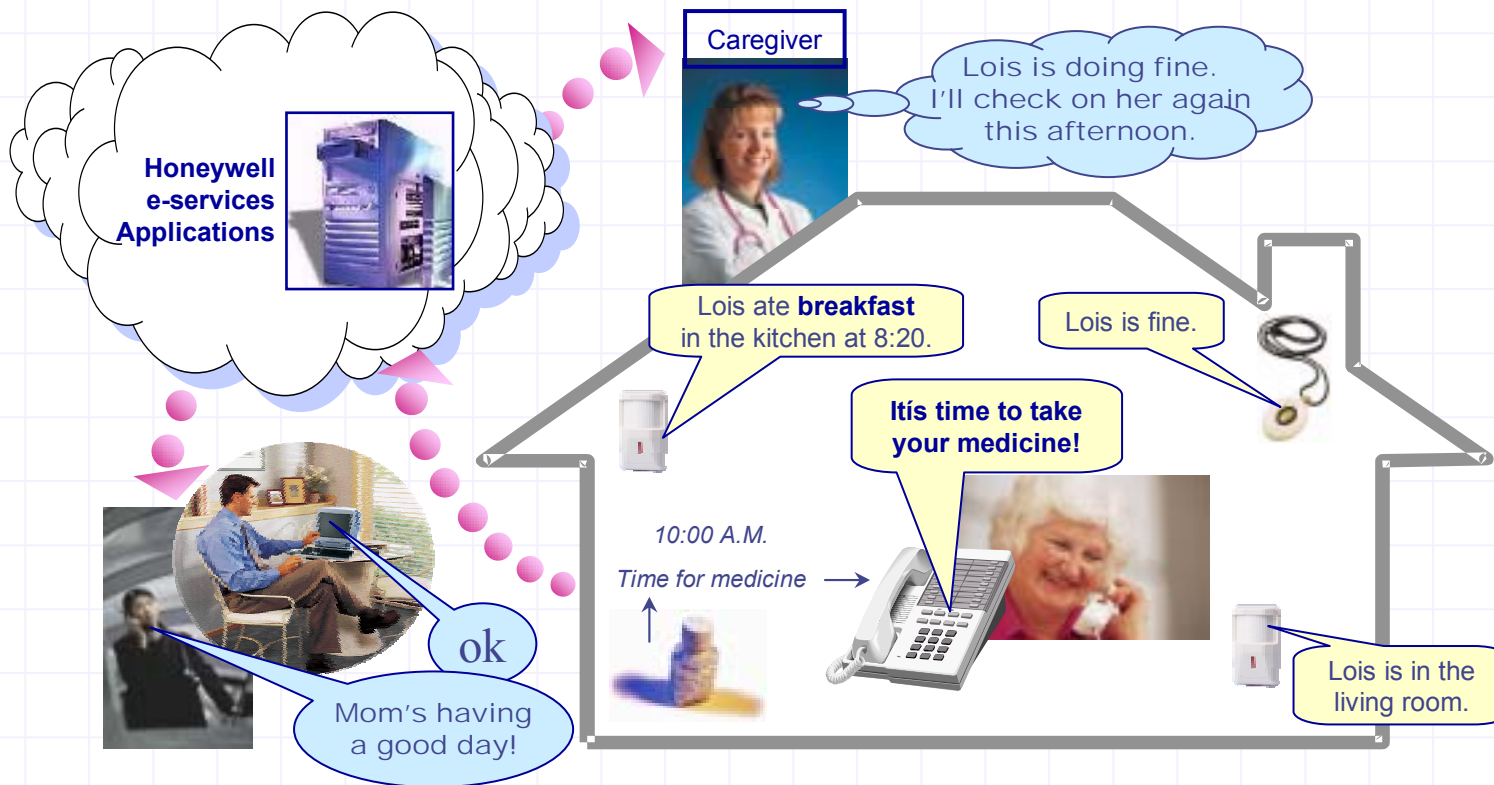 Caregiver
Lois is doing fine.
I'll check on her again
this afternoon.
Honeywell
e-services
Applications
Lois ate breakfast
in the kitchen at 8:20.
Lois is fine.
Itís time to take
your medicine!
10:00 A.M.
Time for medicine
ok
Mom's having
a good day!
Lois is in the
living room.